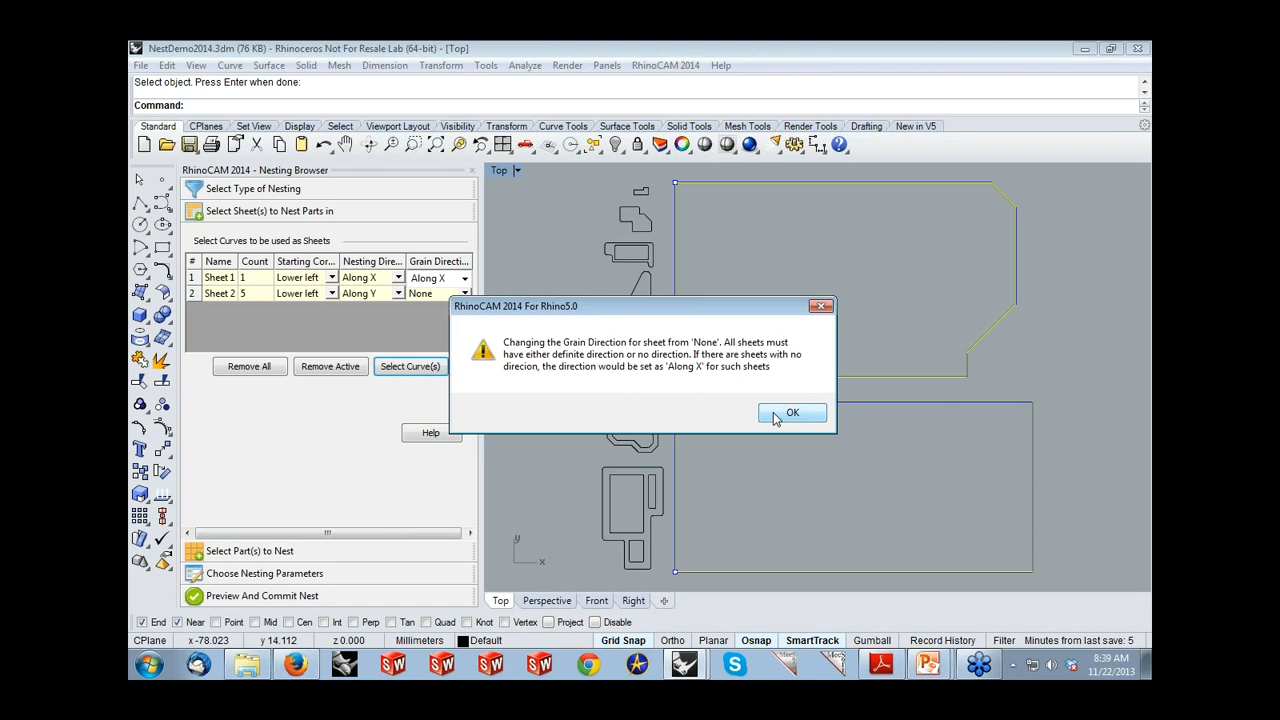 NestDemo2014.3dm (76 KB) - Rhinoceros Not For Resale Lab (64-bit) - [Top]
File Edit View Curve Surface Solid Mesh Dimension Transform Tools Analyze Render Panels RhinoCAM 2014 Help
Select object. Press Enter when done:
Command:
Standard CPlanes Set View Display Select Viewport Layout Visibility Transform Curve Tools Surface Tools Solid Tools Mesh Tools Render Tools Drafting New in V5
RhinoCAM 2014 - Nesting Browser
Top
Select Type of Nesting
Select Sheet(s) to Nest Parts in
Select Curves to be used as Sheets
# Name Count Starting Cor... Nesting Dire... Grain Directi...
1 Sheet 1 1 Lower left Along X Along X
2 Sheet 2 5 Lower left Along Y None
RhinoCAM 2014 For Rhino5.0
Changing the Grain Direction for sheet from 'None'. All sheets must
have either definite direction or no direction. If there are sheets with no
direcion, the direction would be set as 'Along X' for such sheets
OK
Remove All Remove Active Select Curve(s)
Help
y
x
Select Part(s) to Nest
Choose Nesting Parameters
Preview And Commit Nest
Top Perspective Front Right
End Near Point Mid Cen Int Perp Tan Quad Knot Vertex Project Disable
CPlane x -78.023 y 14.112 z 0.000 Millimeters Default Grid Snap Ortho Planar Osnap SmartTrack Gumball Record History Filter Minutes from last save: 5
SW SW SW SW
8:39 AM
11/22/2013